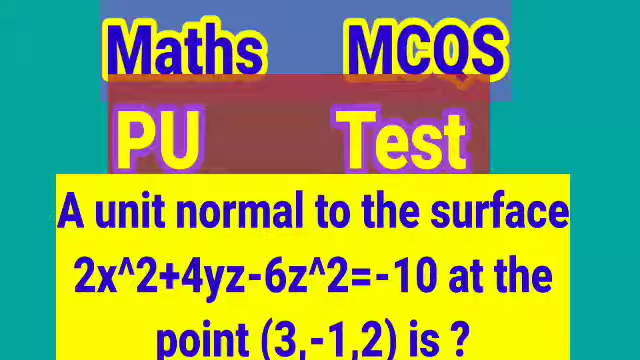 Maths MCQS
PU Test
A unit normal to the surface
2x^2+4yz-6z^2=-10 at the
point (3,-1,2) is ?